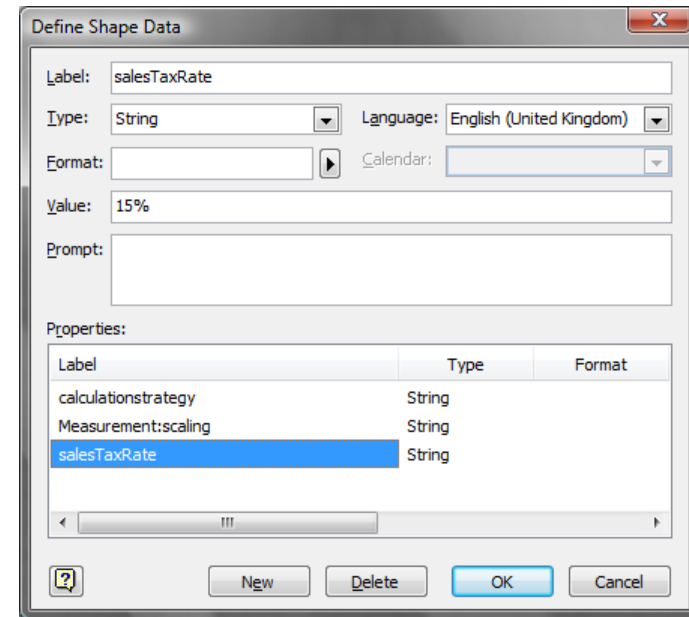 Define Shape Data
Label: salesTaxRate
Type: String Language: English (United Kingdom)
Format: Calendar:
Value: 15%
Prompt:
Properties:
Label Type Format
calculationstrategy String
Measurement:scaling String
salesTaxRate String
New Delete OK Cancel